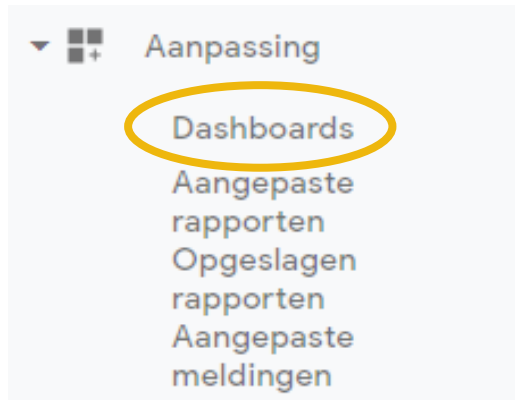 Aanpassing
Dashboards
Aangepaste
rapporten
Opgeslagen
rapporten
Aangepaste
meldingen